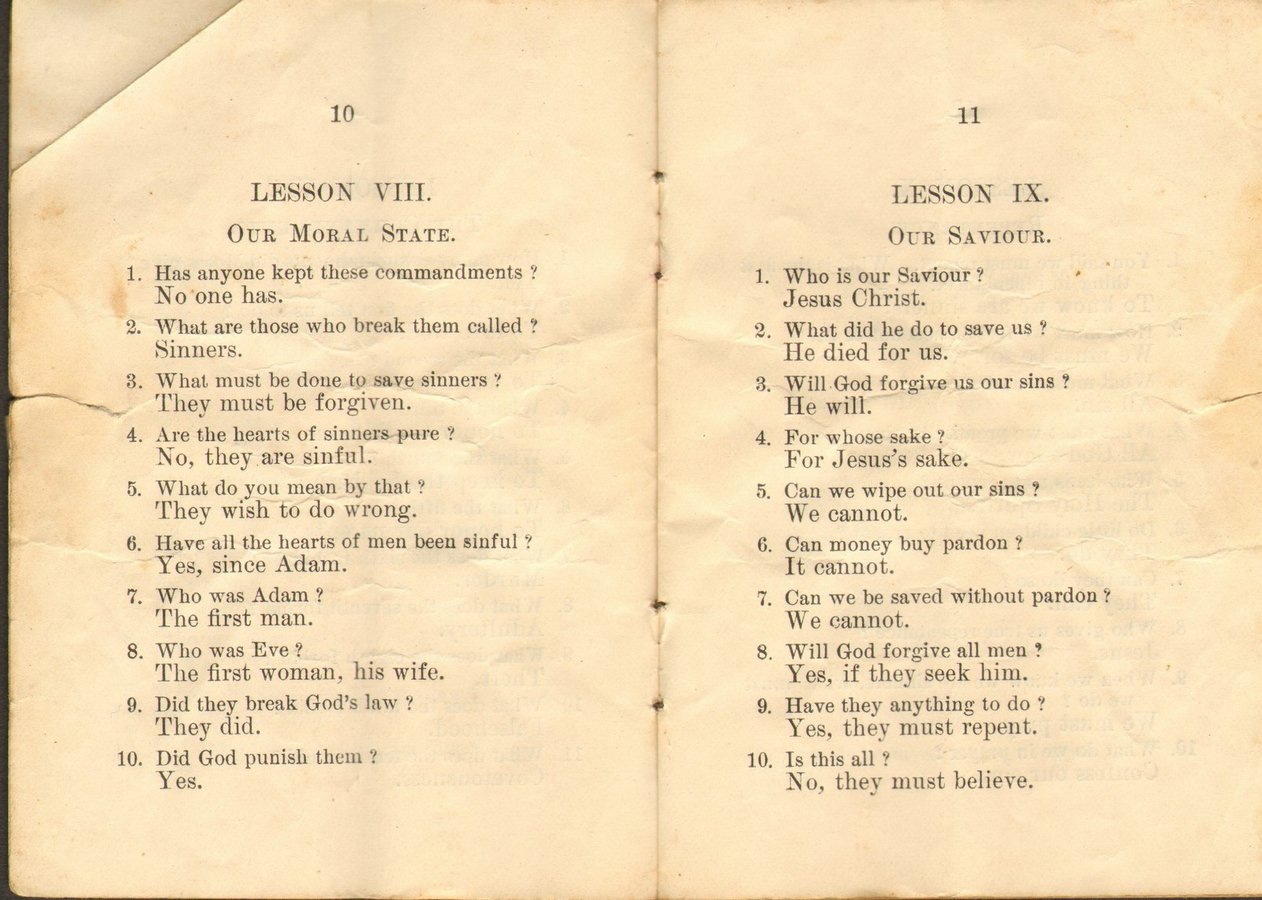 10
LESSON VIII.
OUR MORAL STATE.
1. Has anyone kept these commandments ?
No one has.
2. What are those who break them called ?
Sinners.
3. What must be done to save sinners ?
They must be forgiven.
4. Are the hearts of sinners pure ?
No, they are sinful.
5. What do you mean by that ?
They wish to do wrong.
6. Have all the hearts of men been sinful ?
Yes, since Adam.
7. Who was Adam ?
The first man.
8. Who was Eve ?
The first woman, his wife.
9. Did they break God's law ?
They did.
10. Did God punish them ?
Yes.
11
LESSON IX.
OUR SAVIOUR.
1. Who is our Saviour ?
Jesus Christ.
2. What did he do to save us ?
He died for us.
3. Will God forgive us our sins ?
He will.
4. For whose sake ?
For Jesus's sake.
5. Can we wipe out our sins ?
We cannot.
6. Can money buy pardon ?
It cannot.
7. Can we be saved without pardon ?
We cannot.
8. Will God forgive all men ?
Yes, if they seek him.
9. Have they anything to do ?
Yes, they must repent.
10. Is this all ?
No, they must believe.